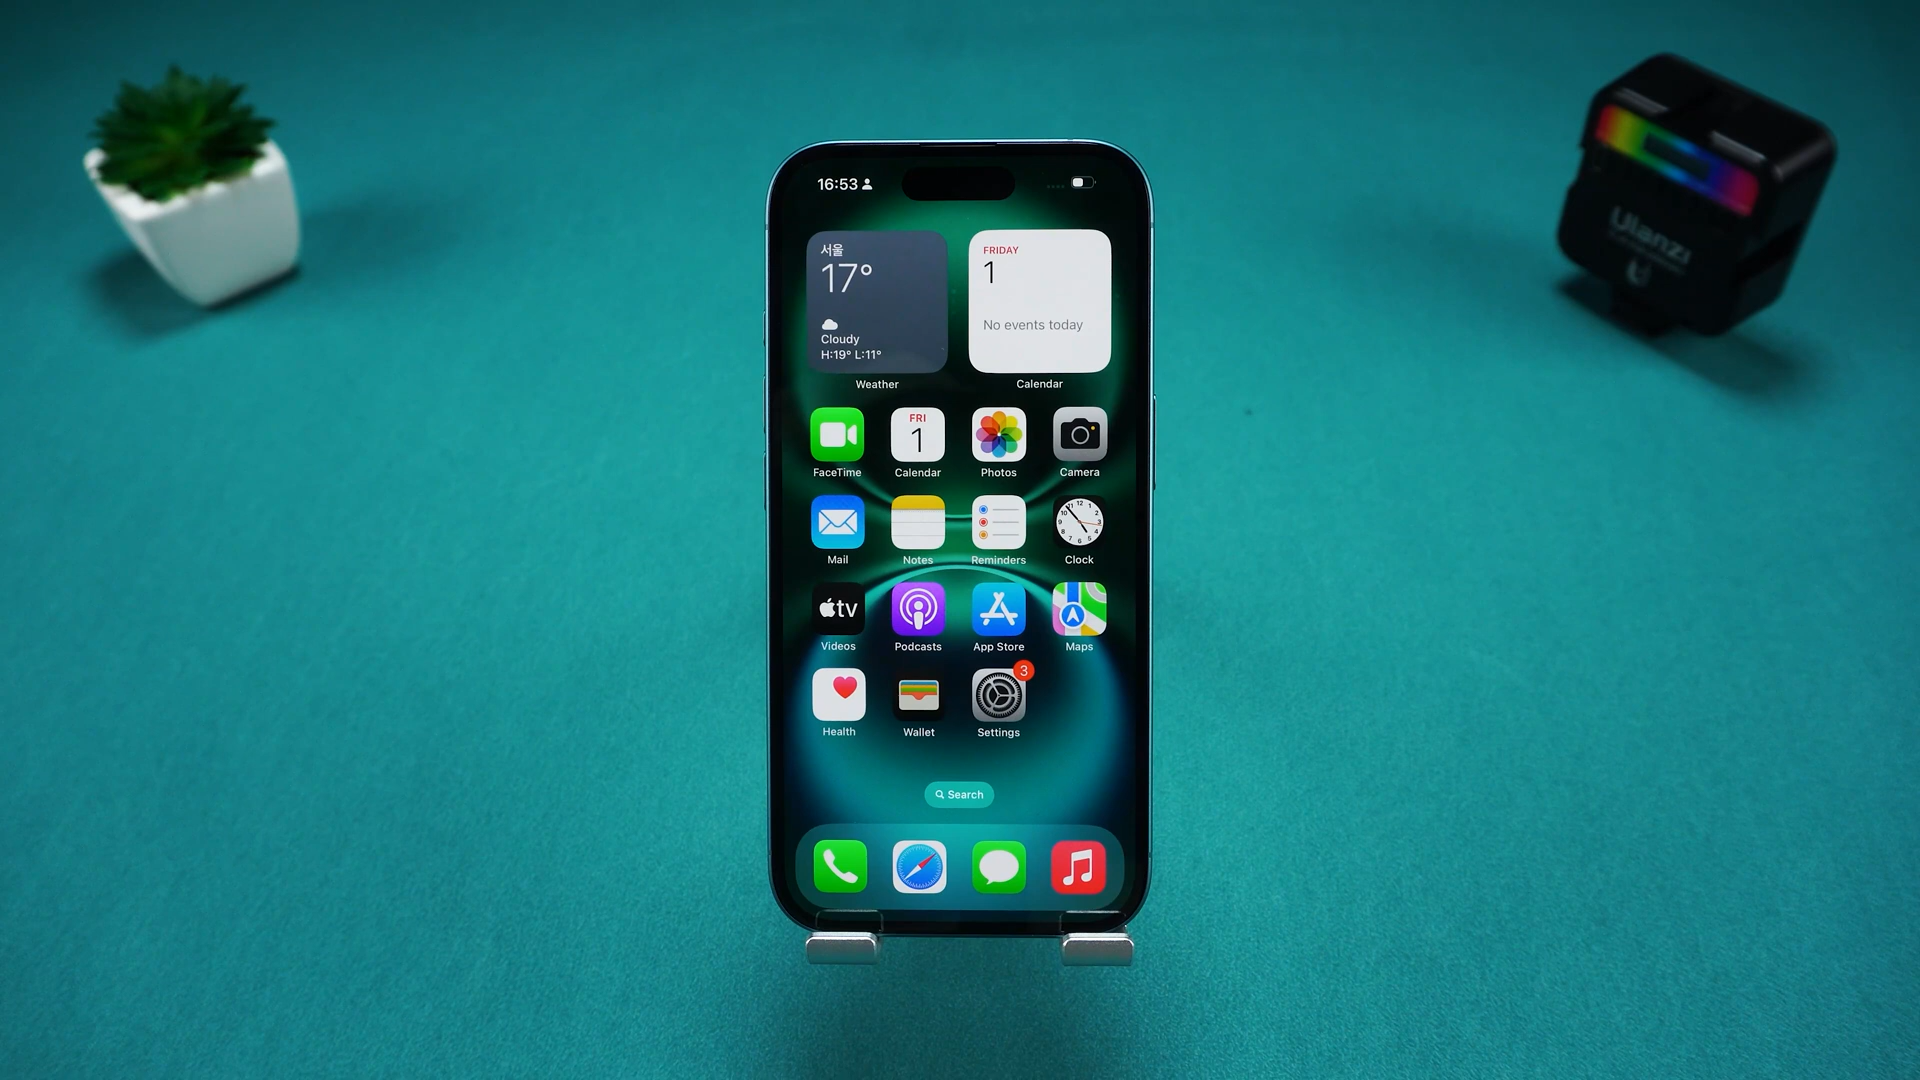 16:53
서울
17°
Cloudy
H:19° L:11°
Weather
FRIDAY
1
No events today
Calendar
FaceTime
FRI
1
Calendar
Photos
Camera
Mail
Notes
Reminders
Clock
tv
Videos
Podcasts
App Store
Maps
Health
Wallet
3
Settings
Search
Ulanzi